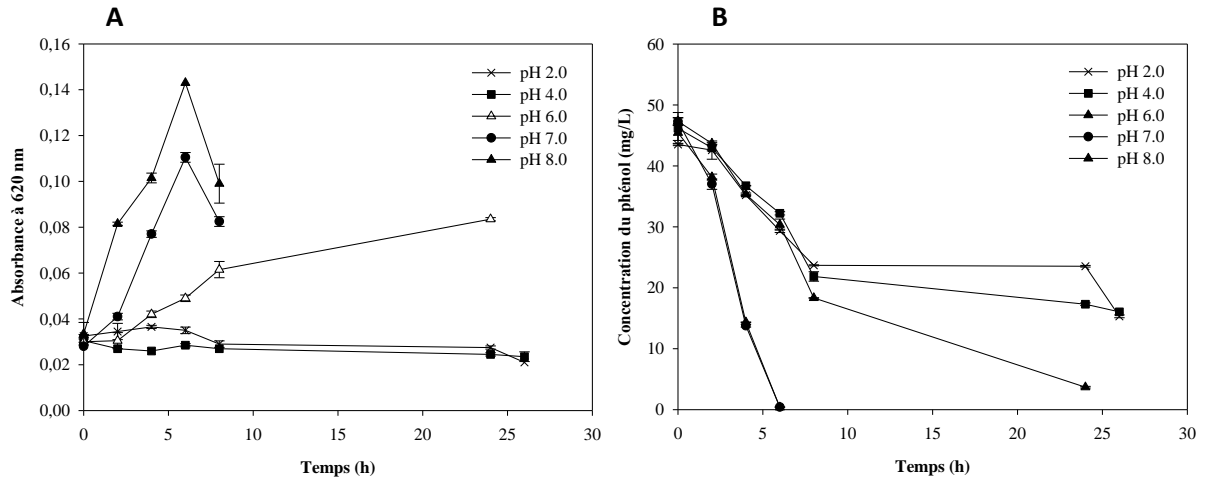 A
Absorbance à 620 nm
0,16
0,14
0,12
0,10
0,08
0,06
0,04
0,02
0,00
0 5 10 15 20 25 30
Temps (h)
pH 2.0
pH 4.0
pH 6.0
pH 7.0
pH 8.0
B
Concentration du phénol (mg/L)
60
50
40
30
20
10
0
0 5 10 15 20 25 30
Temps (h)
pH 2.0
pH 4.0
pH 6.0
pH 7.0
pH 8.0